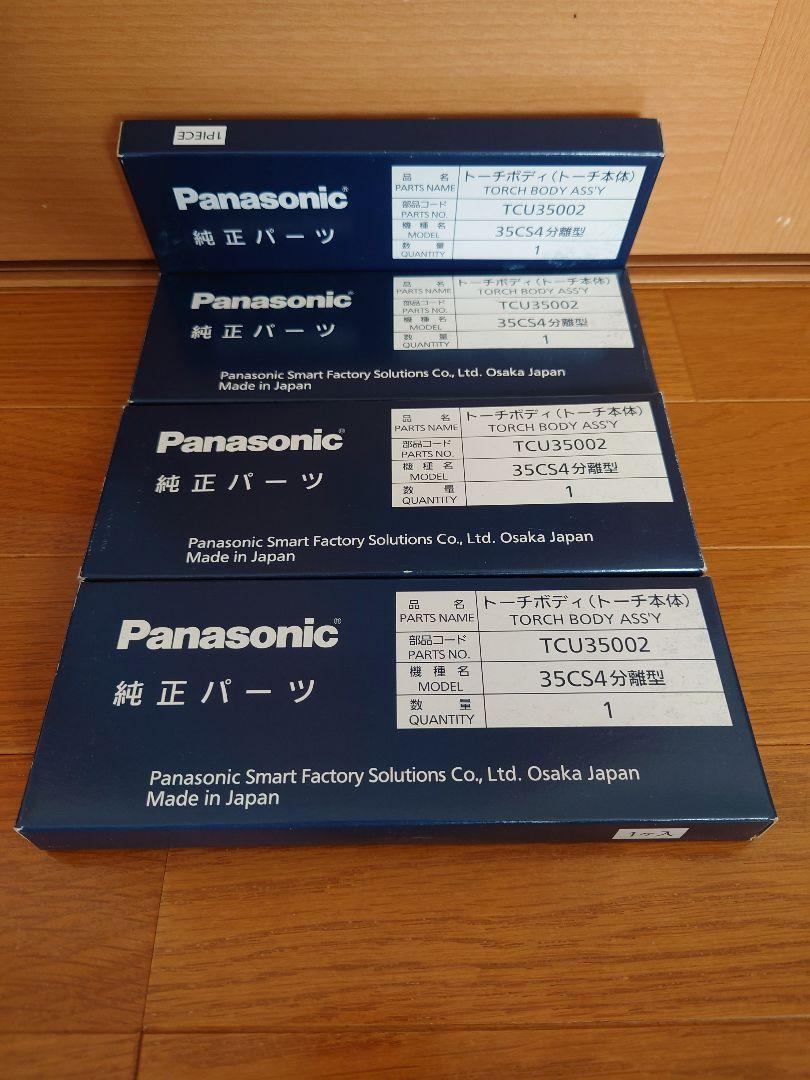 1 PIECE
Panasonic®
純正パーツ
品名 トーチボディ(トーチ本体)
PARTS NAME TORCH BODY ASS'Y
部品コード
PARTS NO. TCU35002
機種名
MODEL 35CS4分離型
数量
QUANTITY 1
Panasonic
純正パーツ
品名 トーチボディ(トーチ本体)
PARTS NAME TORCH BODY ASS'Y
部品コード
PARTS NO. TCU35002
機種名
MODEL 35CS4分離型
数量
QUANTITY 1
Panasonic Smart Factory Solutions Co., Ltd. Osaka Japan
Made in Japan
Panasonic®
純正パーツ
品名 トーチボディ(トーチ本体)
PARTS NAME TORCH BODY ASS'Y
部品コード
PARTS NO. TCU35002
機種名
MODEL 35CS4分離型
数量
QUANTITY 1
Panasonic Smart Factory Solutions Co., Ltd. Osaka Japan
Made in Japan
Panasonic®
純正パーツ
品名 トーチボディ(トーチ本体)
PARTS NAME TORCH BODY ASS'Y
部品コード
PARTS NO. TCU35002
機種名
MODEL 35CS4分離型
数量
QUANTITY 1
Panasonic Smart Factory Solutions Co., Ltd. Osaka Japan
Made in Japan
1ケ入